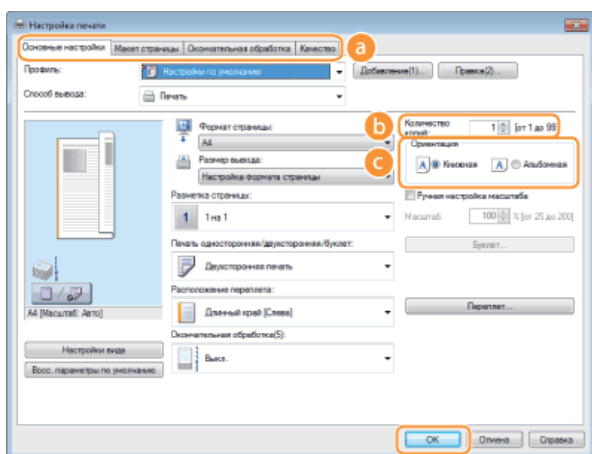 Настройка печати
Основные настройки Макет страницы Окончательная обработка Качество a
Профиль: Настройки по умолчанию Добавление(1)... Правка(2)...
Способ вывода: Печать
Формат страницы: b Количество копий: 1 [от 1 до 99]
A4
c Ориентация
Размер вывода: A Книжная A Альбомная
Настройка формата страницы
Разметка страницы: Ручная настройка масштаба
1 1 на 1 Масштаб: 100 % [от 25 до 200]
Печать односторонняя/двухсторонняя/буклет: Буклет...
Двухсторонняя печать
Расположение переплета:
A4 [Масштаб: Авто] Длинный край [Слева] Переплет...
Окончательная обработка(5):
Настройки вида Выкл.
Восс. параметры по умолчанию
OK Отмена Справка